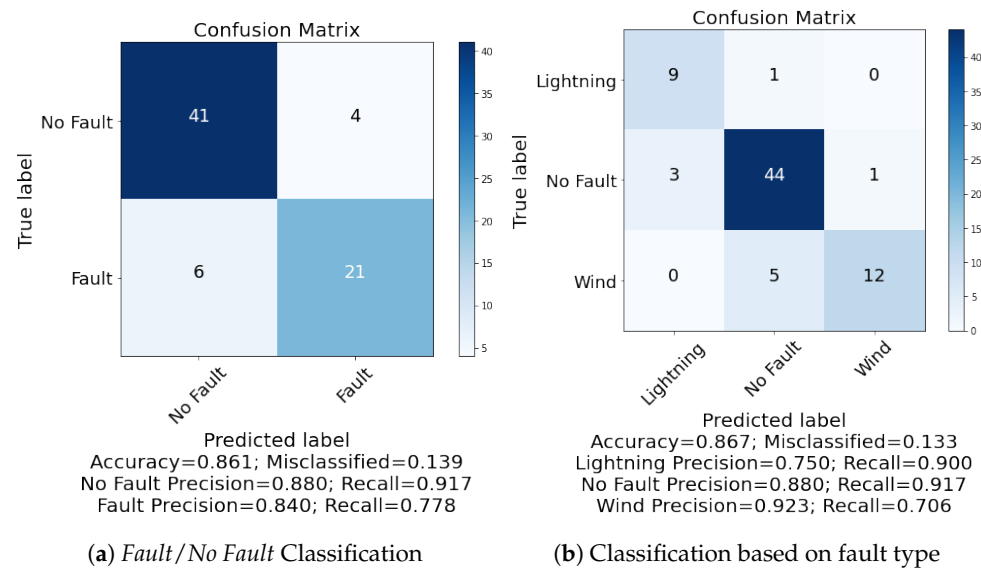 Confusion Matrix
True label
No Fault
Fault
41
4
6
21
40
35
30
25
20
15
10
5
No Fault
Fault
Predicted label
Accuracy=0.861; Misclassified=0.139
No Fault Precision=0.880; Recall=0.917
Fault Precision=0.840; Recall=0.778
(a) Fault/No Fault Classification
Confusion Matrix
True label
Lightning
No Fault
Wind
9
1
0
3
44
1
0
5
12
40
35
30
25
20
15
10
5
0
Lightning
No Fault
Wind
Predicted label
Accuracy=0.867; Misclassified=0.133
Lightning Precision=0.750; Recall=0.900
No Fault Precision=0.880; Recall=0.917
Wind Precision=0.923; Recall=0.706
(b) Classification based on fault type